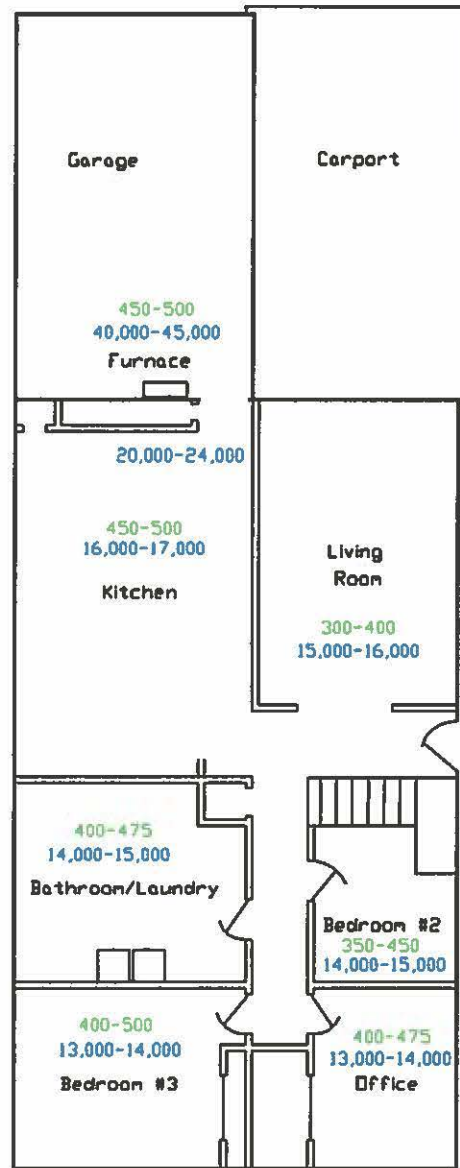 Garage
Carport
450-500
40,000-45,000
Furnace
20,000-24,000
450-500
16,000-17,000
Kitchen
Living
Room
300-400
15,000-16,000
400-475
14,000-15,000
Bathroom/Laundry
Bedroom #2
350-450
14,000-15,000
400-500
13,000-14,000
Bedroom #3
400-475
13,000-14,000
Office